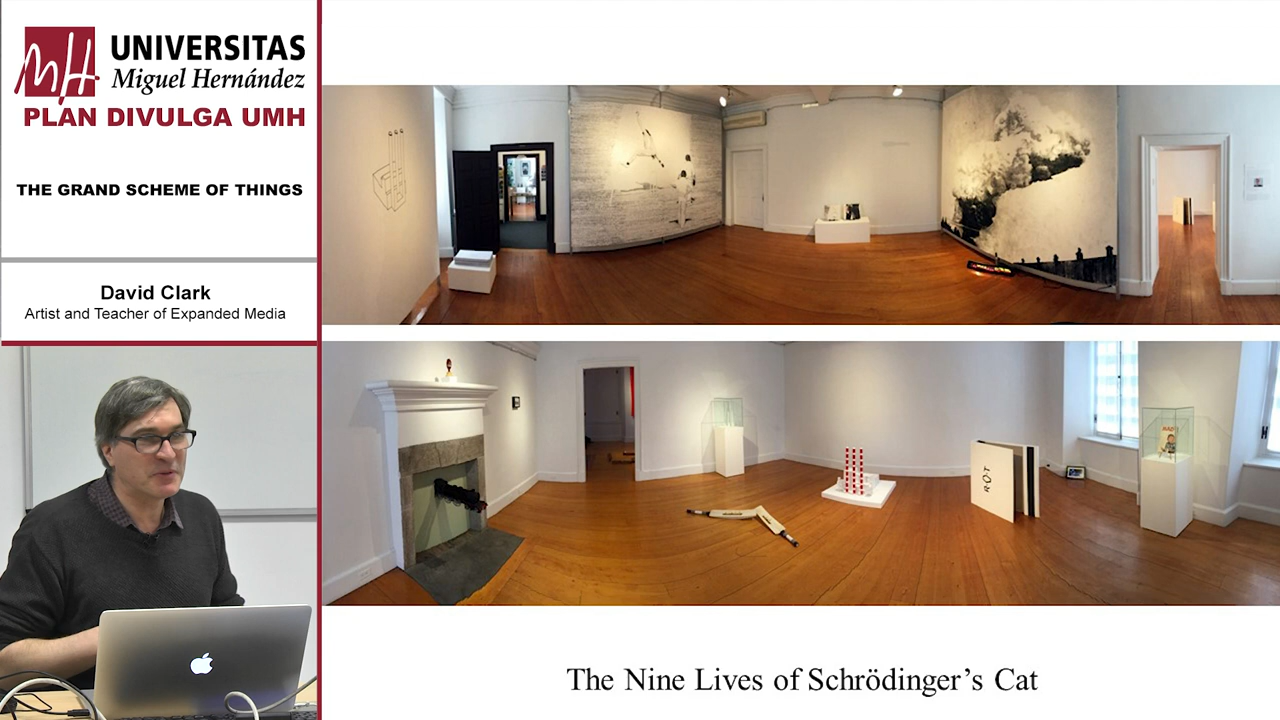 UNIVERSITAS
Miguel Hernández
PLAN DIVULGA UMH
THE GRAND SCHEME OF THINGS
David Clark
Artist and Teacher of Expanded Media
ROT
The Nine Lives of Schrödinger's Cat